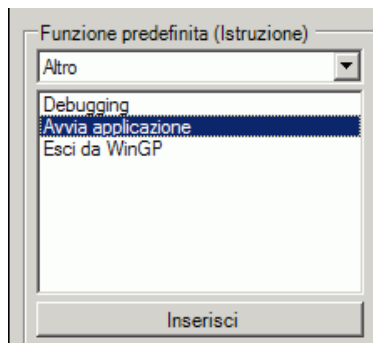 Funzione predefinita (Istruzione)
Altro
Debugging
Avvia applicazione
Esci da WinGP
Inserisci